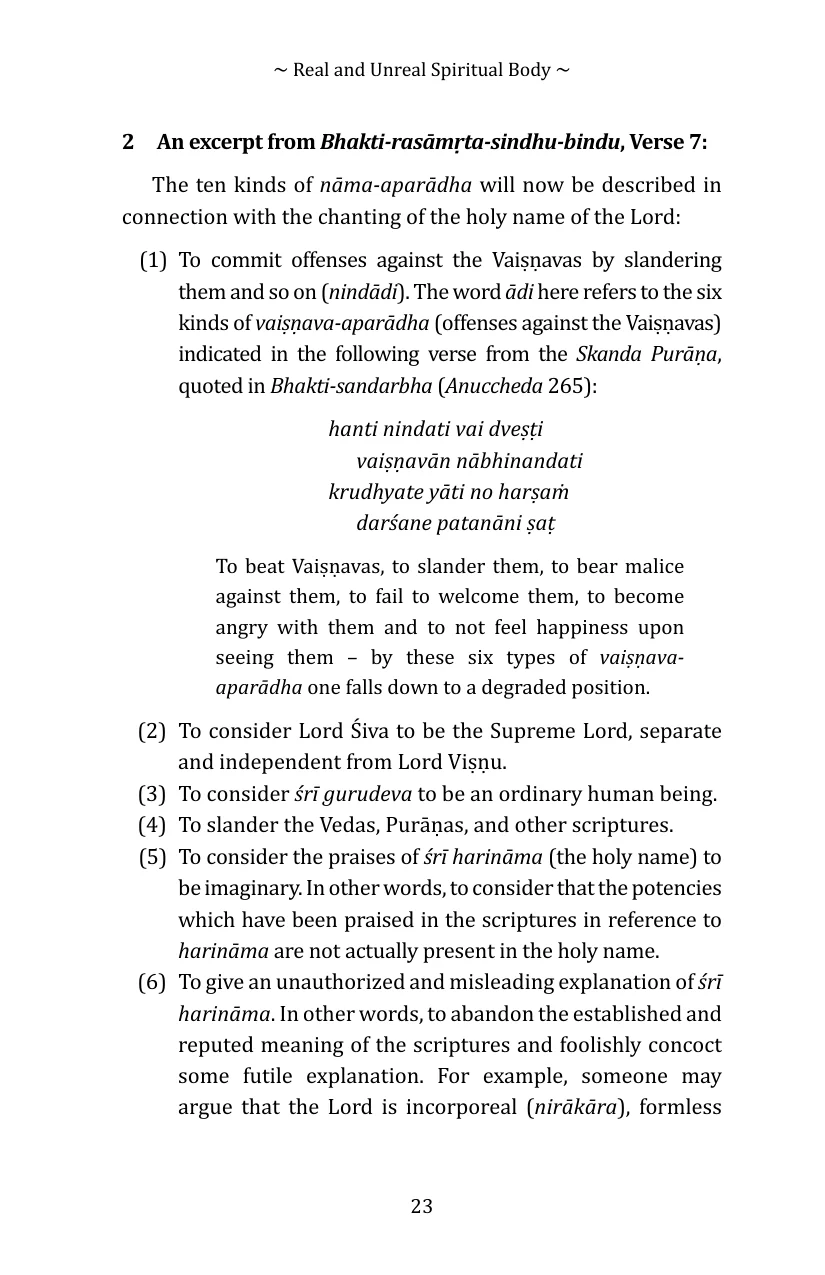 ~ Real and Unreal Spiritual Body ~
2 An excerpt from Bhakti-rasāmṛta-sindhu-bindu, Verse 7:
The ten kinds of nāma-aparādha will now be described in
connection with the chanting of the holy name of the Lord:
(1) To commit offenses against the Vaiṣṇavas by slandering
them and so on (nindādi). The word ādi here refers to the six
kinds of vaiṣṇava-aparādha (offenses against the Vaiṣṇavas)
indicated in the following verse from the Skanda Purāṇa,
quoted in Bhakti-sandarbha (Anuccheda 265):
hanti nindati vai dveṣṭi
vaiṣṇavān nābhinandati
krudhyate yāti no harṣaṁ
darśane patanāni ṣaṭ
To beat Vaiṣṇavas, to slander them, to bear malice
against them, to fail to welcome them, to become
angry with them and to not feel happiness upon
seeing them – by these six types of vaiṣṇava-
aparādha one falls down to a degraded position.
(2) To consider Lord Śiva to be the Supreme Lord, separate
and independent from Lord Viṣṇu.
(3) To consider śrī gurudeva to be an ordinary human being.
(4) To slander the Vedas, Purāṇas, and other scriptures.
(5) To consider the praises of śrī harināma (the holy name) to
be imaginary. In other words, to consider that the potencies
which have been praised in the scriptures in reference to
harināma are not actually present in the holy name.
(6) To give an unauthorized and misleading explanation of śrī
harināma. In other words, to abandon the established and
reputed meaning of the scriptures and foolishly concoct
some futile explanation. For example, someone may
argue that the Lord is incorporeal (nirākāra), formless
23